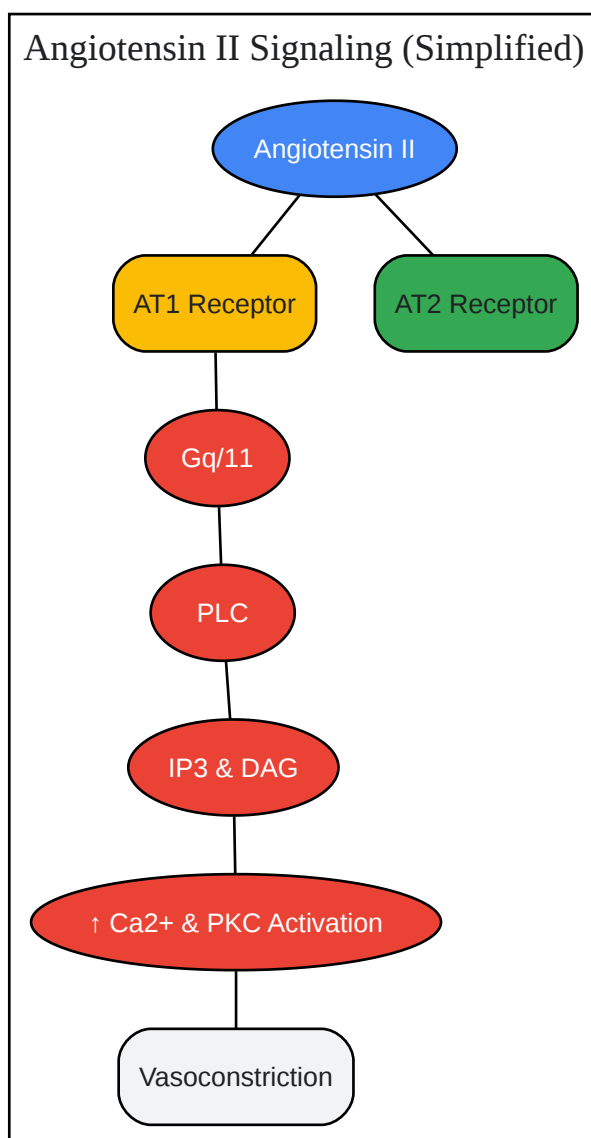 Angiotensin II Signaling (Simplified)
Angiotensin II
AT1 Receptor
AT2 Receptor
Gq/11
PLC
IP3 & DAG
↑ Ca2+ & PKC Activation
Vasoconstriction